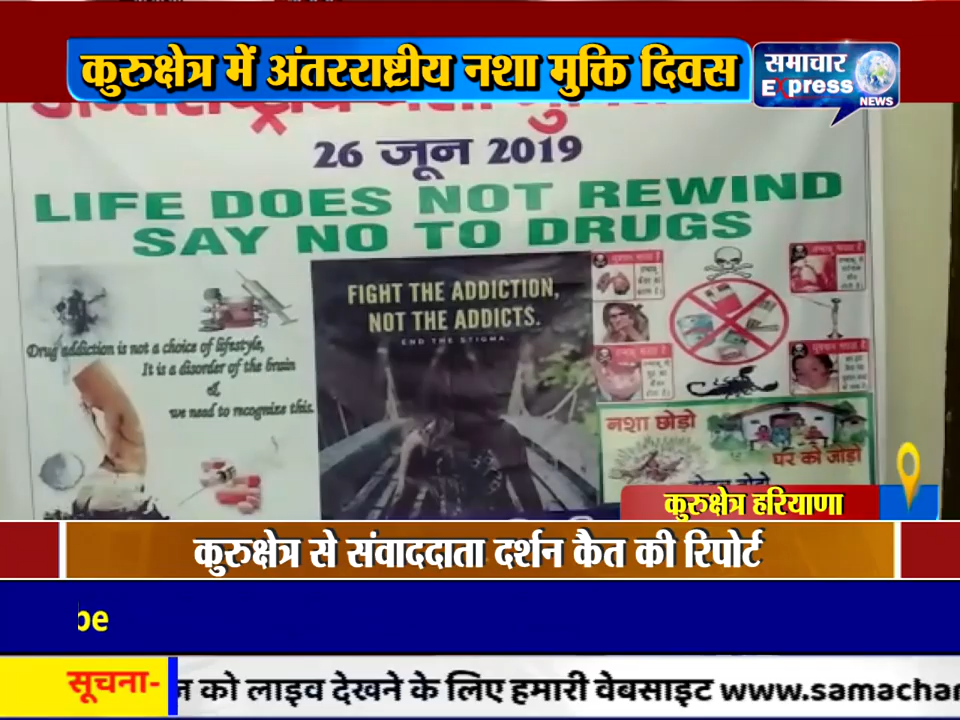 कुरुक्षेत्र में अंतरराष्ट्रीय नशा मुक्ति दिवस
समाचार
Express
NEWS
26 जून 2019
LIFE DOES NOT REWIND
SAY NO TO DRUGS
FIGHT THE ADDICTION,
NOT THE ADDICTS.
END THE STIGMA.
Drug addiction is not a choice of lifestyle,
It is a disorder of the brain
&
we need to recognize this.
नशा छोड़ो
घर को जोड़ो
कुरुक्षेत्र हरियाणा
कुरुक्षेत्र से संवाददाता दर्शन कैत की रिपोर्ट
be
सूचना-
को लाइव देखने के लिए हमारी वेबसाइट www.samachar